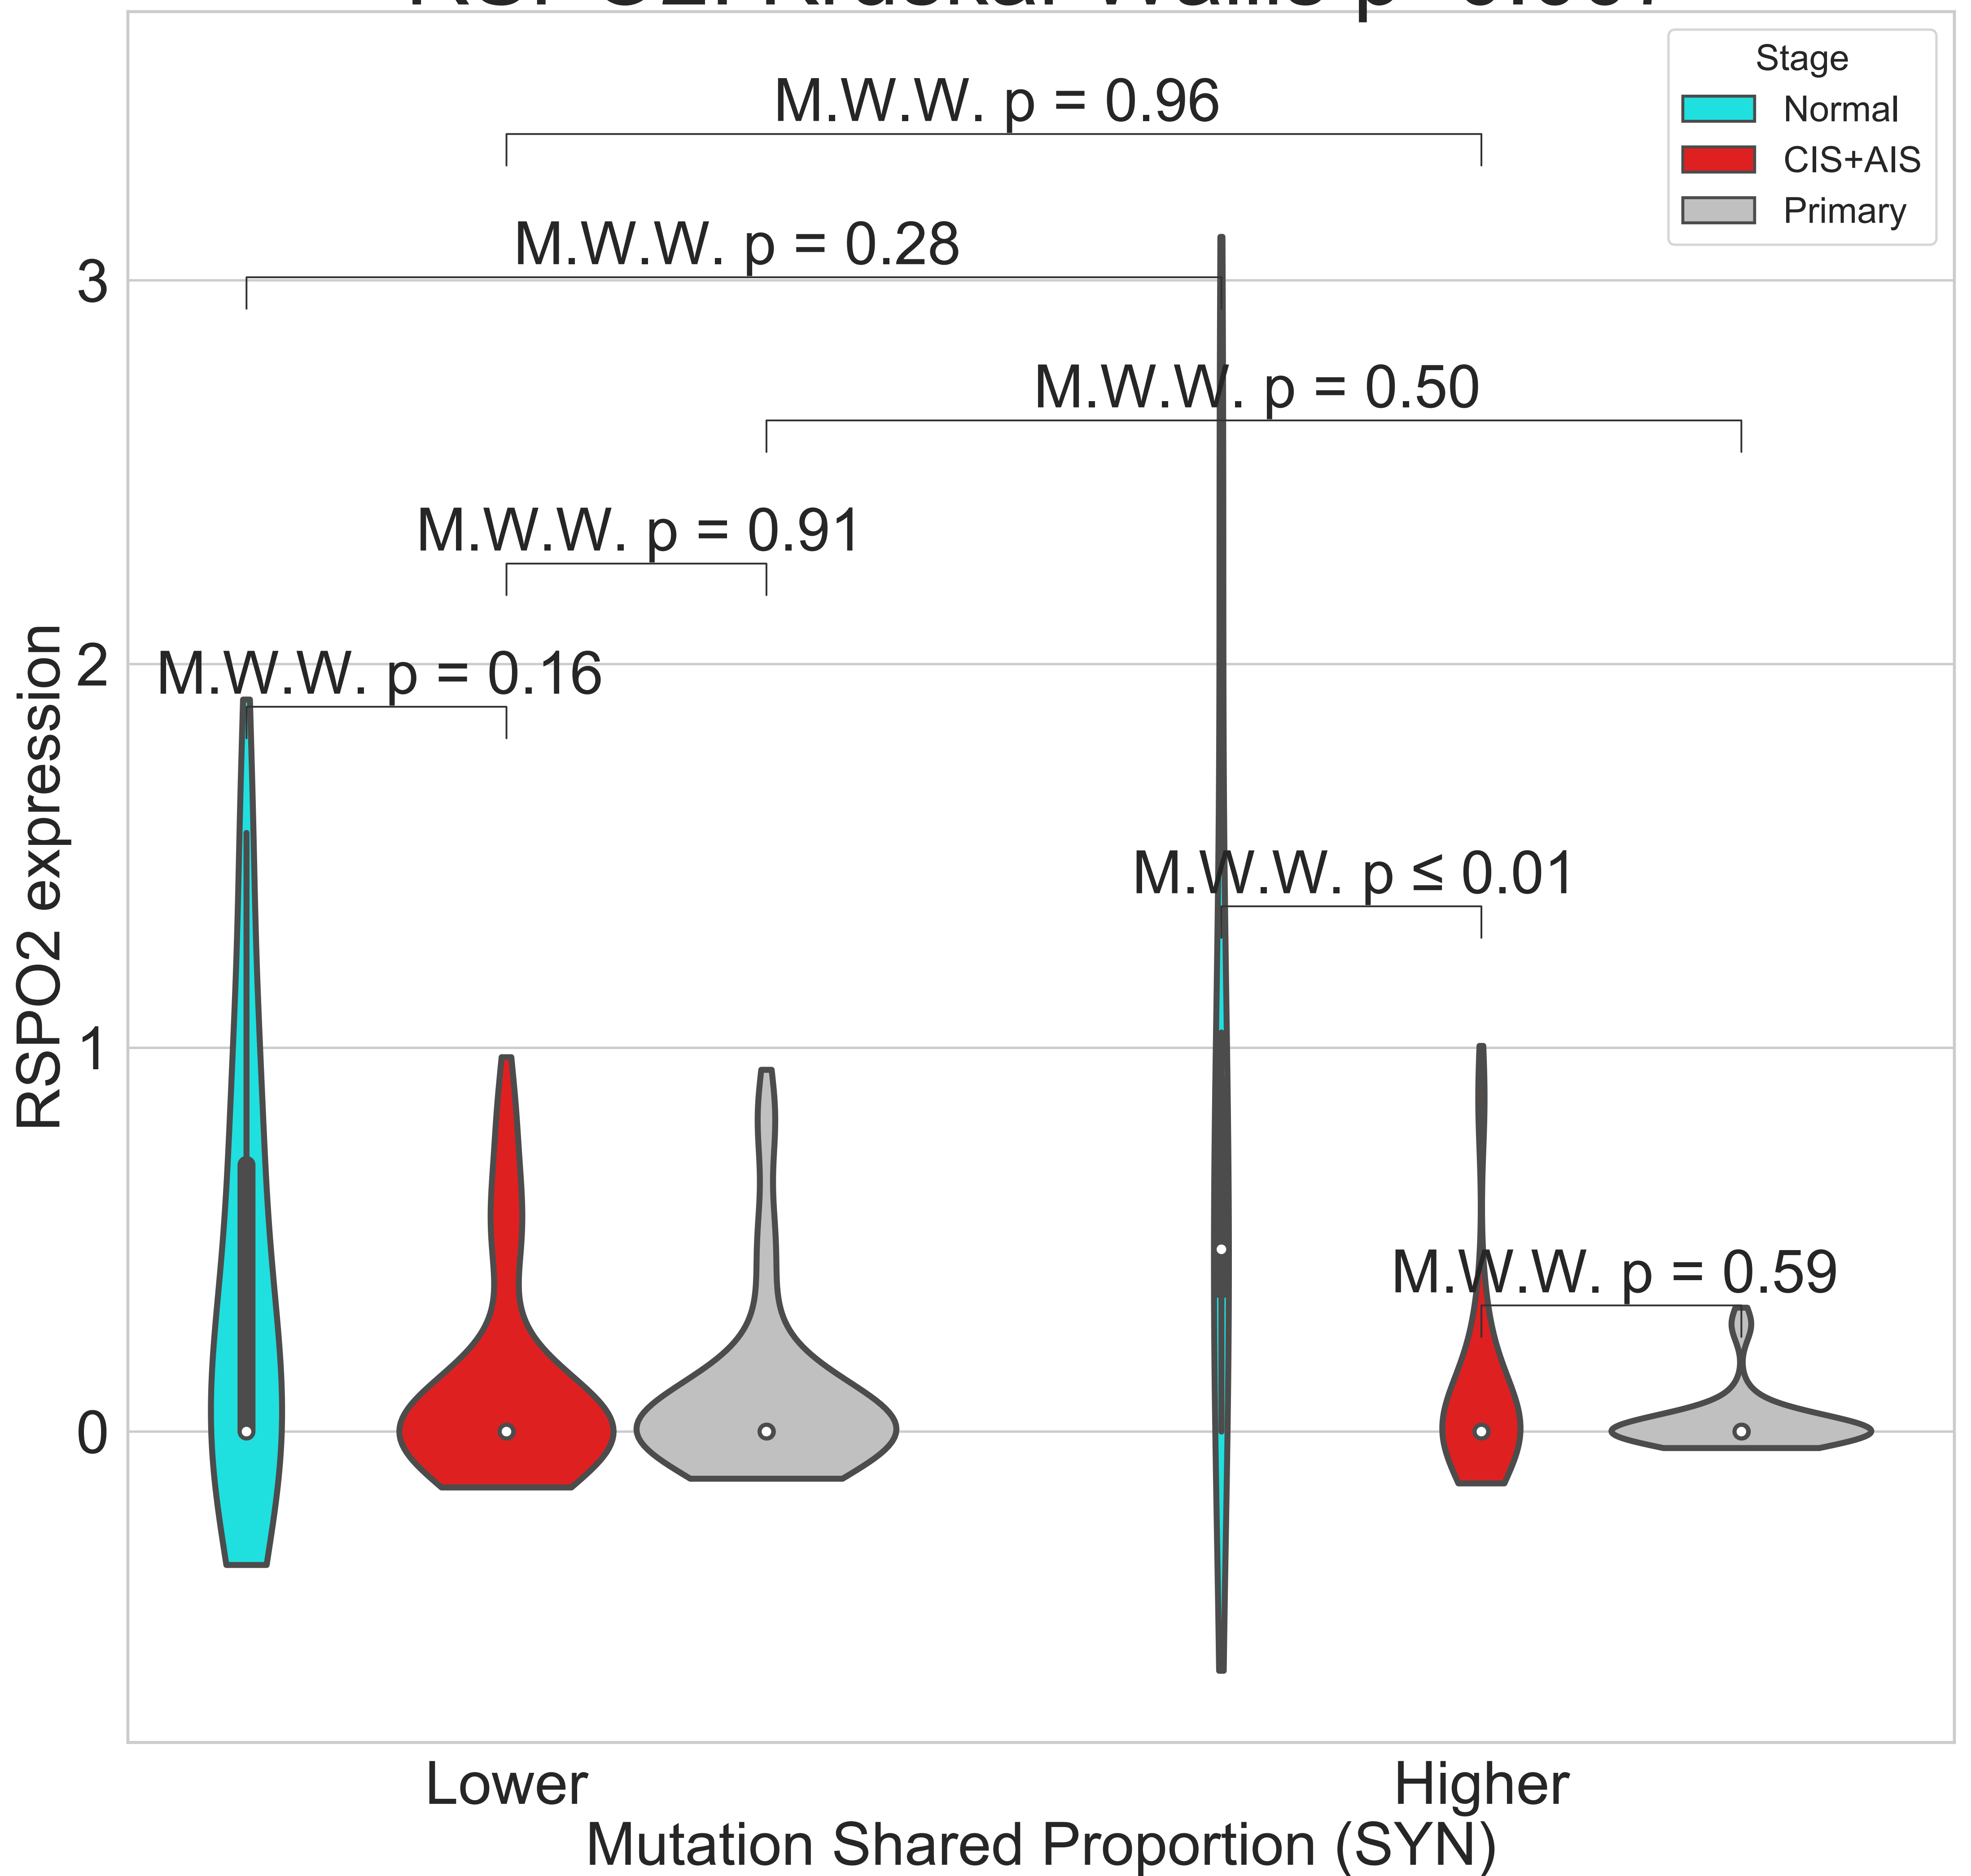 Stage
Normal
CIS+AIS
Primary
M.W.W. p = 0.96
M.W.W. p = 0.28
M.W.W. p = 0.50
M.W.W. p = 0.91
M.W.W. p = 0.16
M.W.W. p ≤ 0.01
M.W.W. p = 0.59
RSPO2 expression
3
2
1
0
Lower
Higher
Mutation Shared Proportion (SYN)